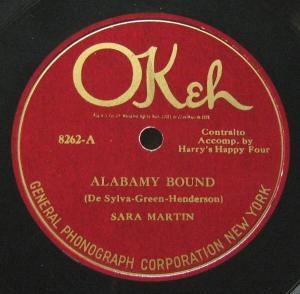 OKeh
8262-A
Contralto
Accomp. by
Harry's Happy Four
ALABAMY BOUND
(De Sylva-Green-Henderson)
SARA MARTIN
GENERAL PHONOGRAPH CORPORATION NEW YORK